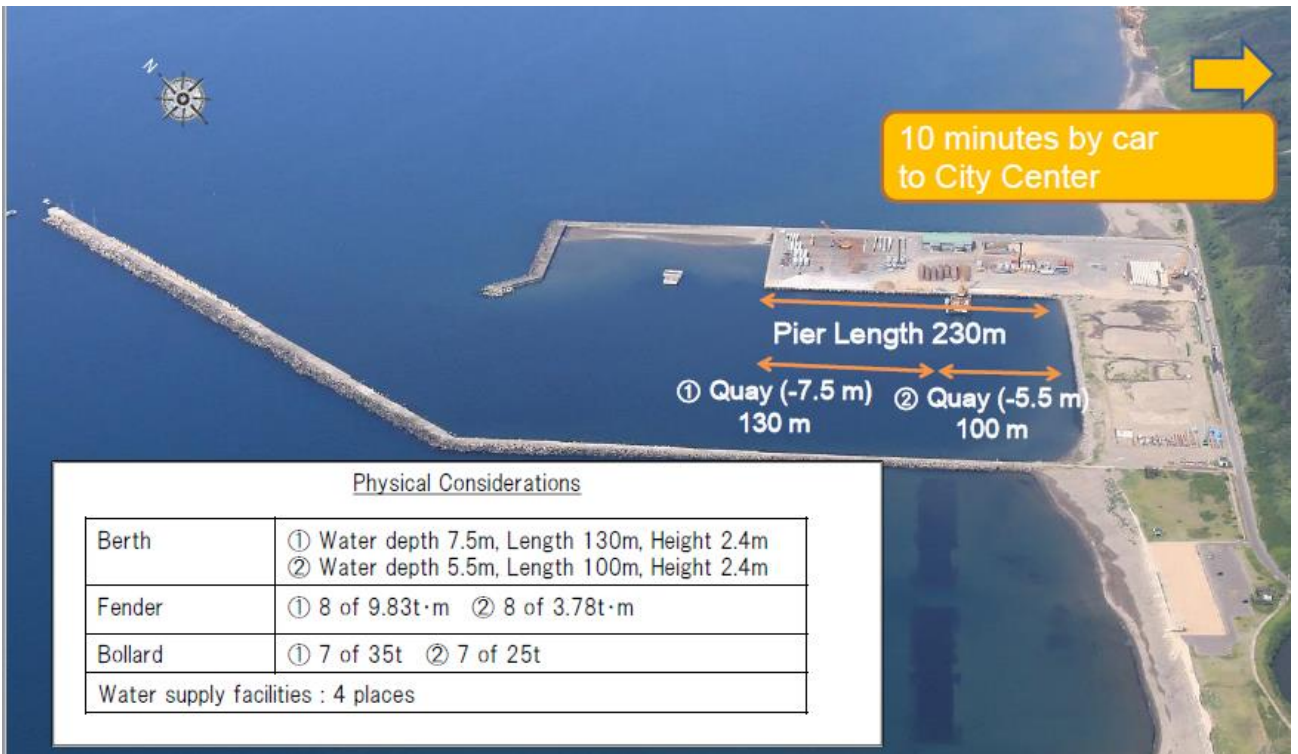 N
10 minutes by car
to City Center
Pier Length 230m
① Quay (-7.5 m)
130 m
② Quay (-5.5 m)
100 m
Physical Considerations
Berth
① Water depth 7.5m, Length 130m, Height 2.4m
② Water depth 5.5m, Length 100m, Height 2.4m
Fender
① 8 of 9.83t·m ② 8 of 3.78t·m
Bollard
① 7 of 35t ② 7 of 25t
Water supply facilities : 4 places